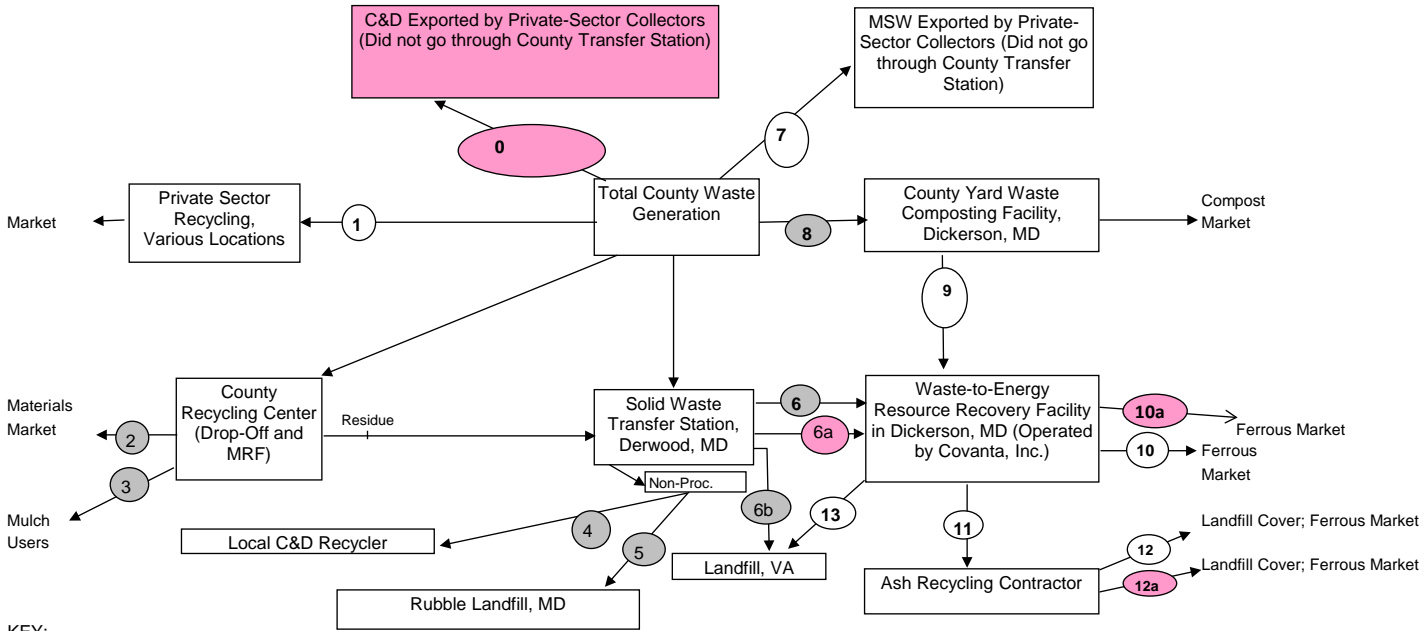 C&D Exported by Private-Sector Collectors
(Did not go through County Transfer Station)
MSW Exported by Private-
Sector Collectors (Did not go
through County Transfer
Station)
0
7
Private Sector
Recycling,
Various Locations
Total County Waste
Generation
County Yard Waste
Composting Facility,
Dickerson, MD
Compost
Market
Market
1
8
9
County
Recycling Center
(Drop-Off and
MRF)
Materials
Market
2
3
Mulch
Users
Residue
Solid Waste
Transfer Station,
Derwood, MD
Non-Proc.
6
6a
6b
Waste-to-Energy
Resource Recovery Facility
in Dickerson, MD (Operated
by Covanta, Inc.)
10a
Ferrous Market
10
Ferrous
Market
4
5
13
11
Local C&D Recycler
Landfill, VA
Rubble Landfill, MD
Ash Recycling Contractor
12
Landfill Cover; Ferrous Market
12a
Landfill Cover; Ferrous Market